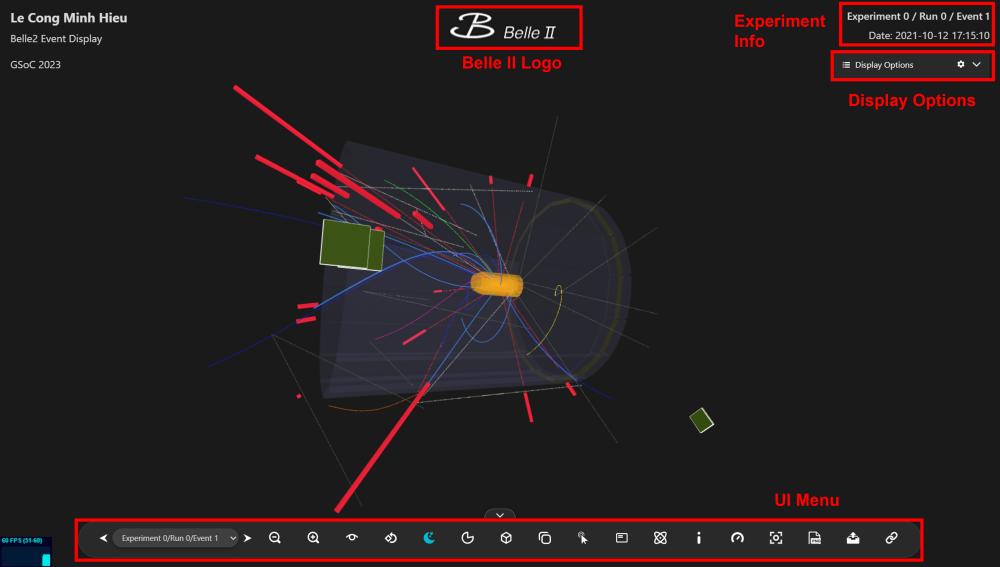 Le Cong Minh Hieu
Belle2 Event Display
GSoC 2023
B Belle II
Belle II Logo
Experiment
Info
Experiment 0 / Run 0 / Event 1
Date: 2021-10-12 17:15:10
Display Options
Display Options
UI Menu
60 FPS (31-60)
Experiment 0/Run 0/Event 1